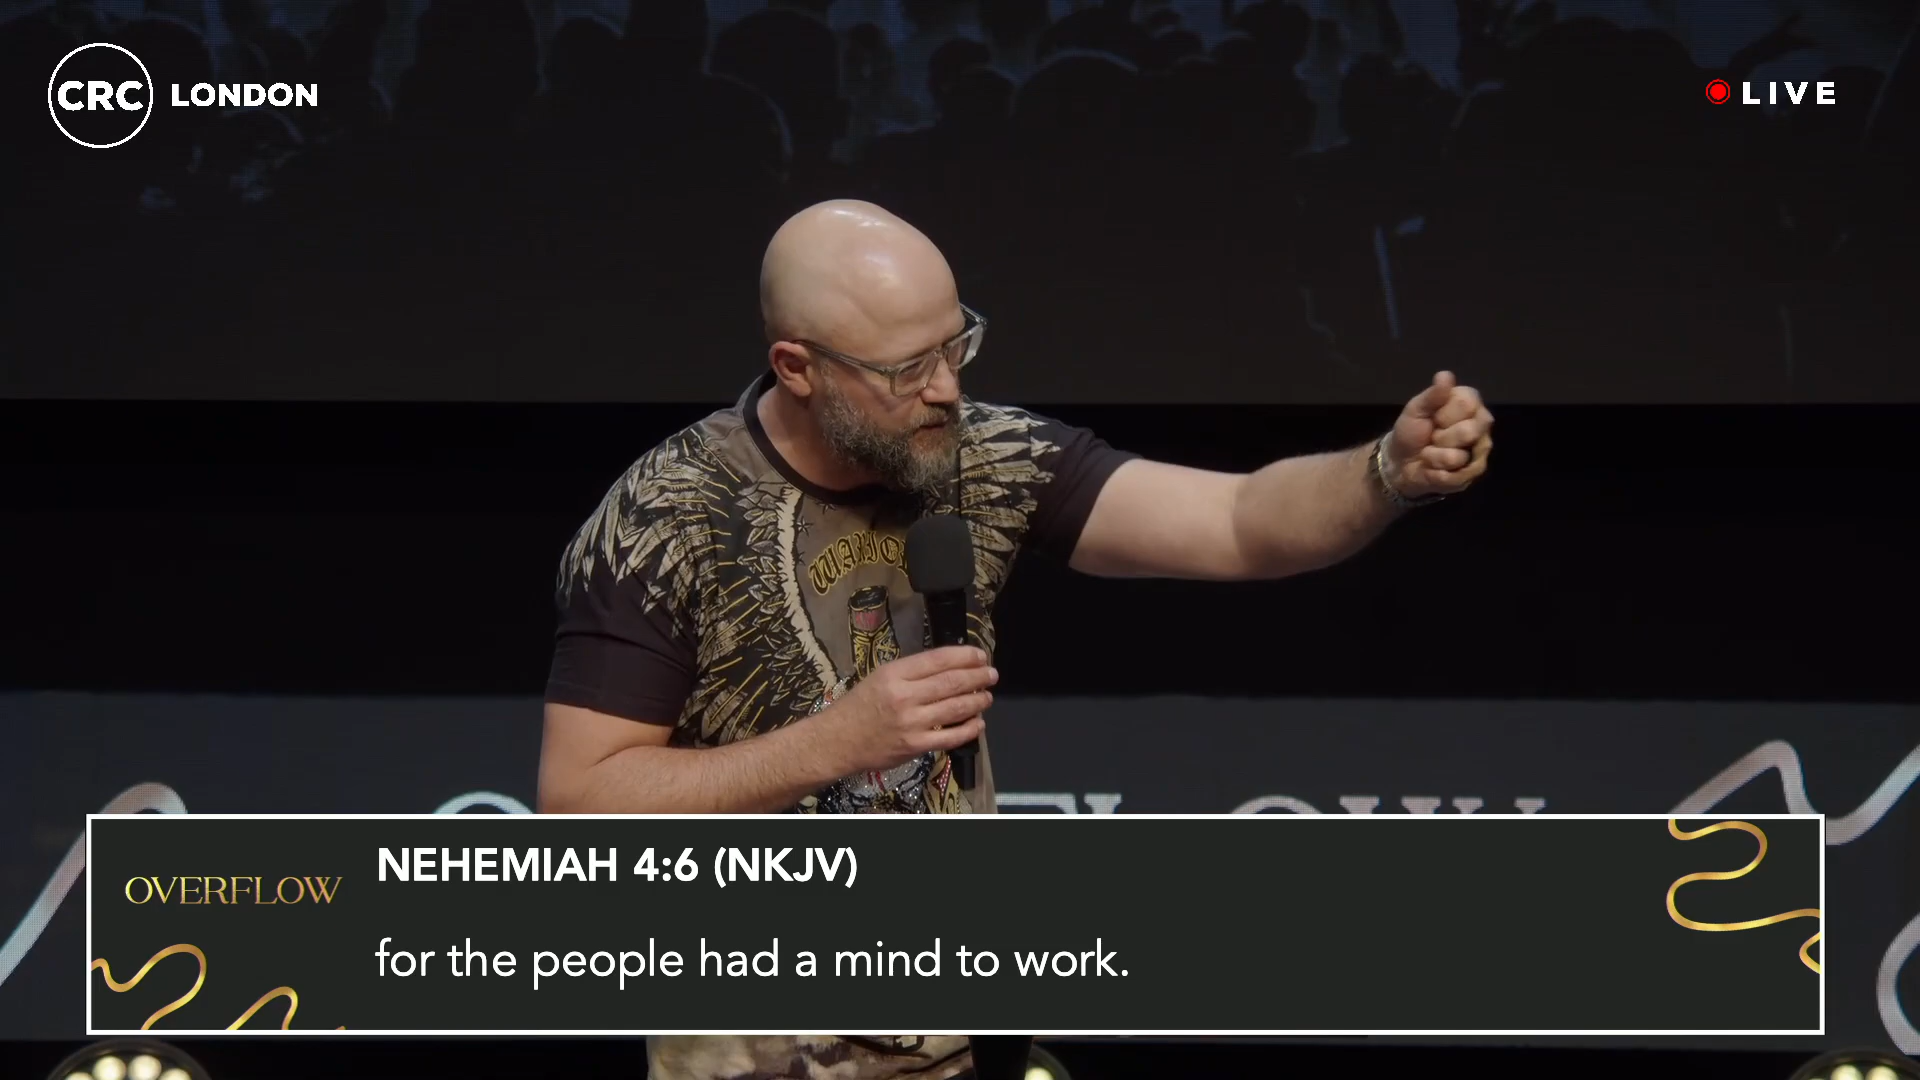 CRC LONDON
LIVE
NEHEMIAH 4:6 (NKJV)
OVERFLOW
for the people had a mind to work.